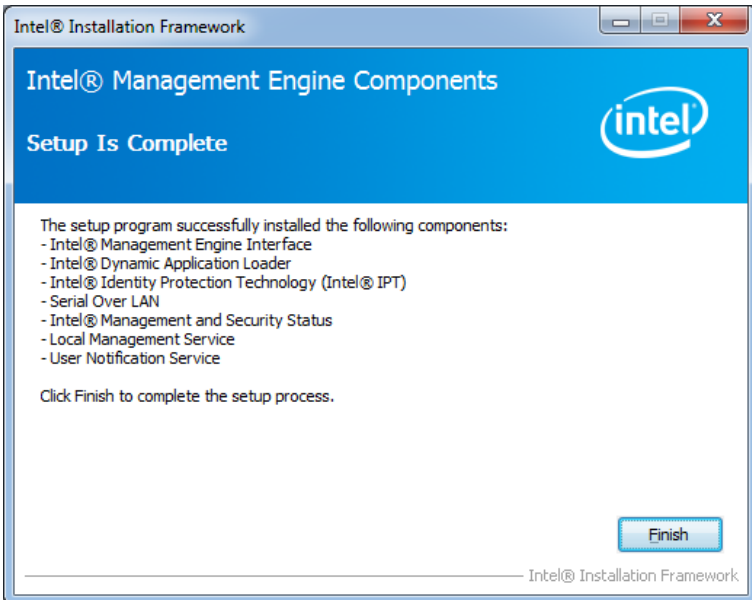 Intel® Installation Framework
Intel® Management Engine Components
Setup Is Complete
intel
The setup program successfully installed the following components:
- Intel® Management Engine Interface
- Intel® Dynamic Application Loader
- Intel® Identity Protection Technology (Intel® IPT)
- Serial Over LAN
- Intel® Management and Security Status
- Local Management Service
- User Notification Service
Click Finish to complete the setup process.
Finish
Intel® Installation Framework